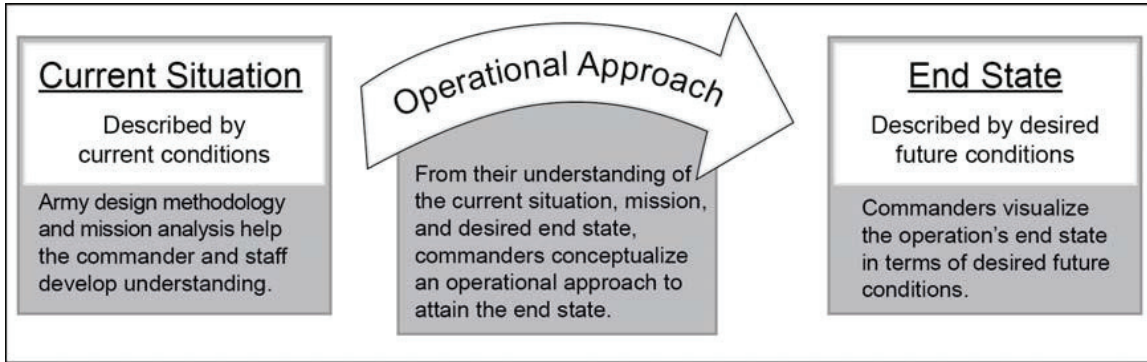 Current Situation
Described by
current conditions
Army design methodology
and mission analysis help
the commander and staff
develop understanding.
Operational Approach
From their understanding of
the current situation, mission,
and desired end state,
commanders conceptualize
an operational approach to
attain the end state.
End State
Described by desired
future conditions
Commanders visualize
the operation’s end state
in terms of desired future
conditions.